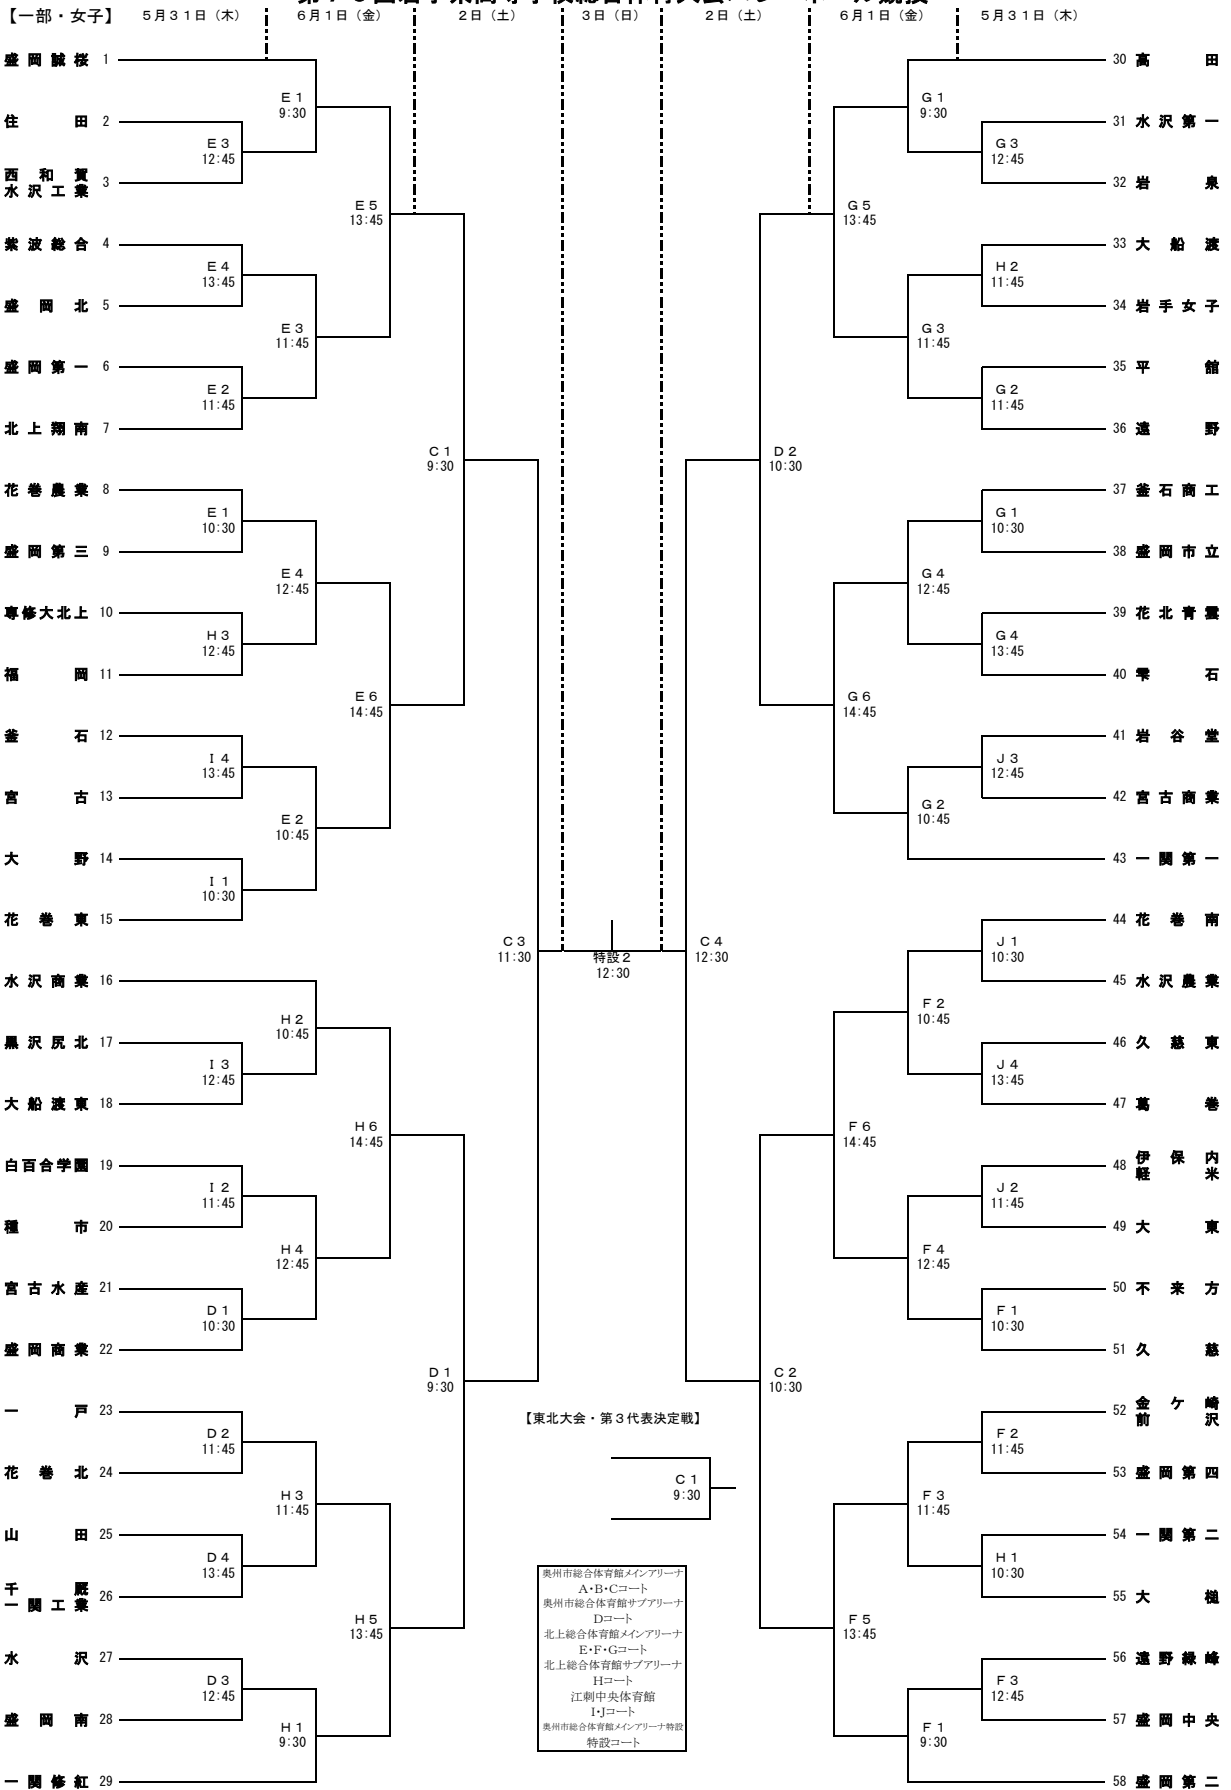 【一部・女子】 ５月３１日（木） ６月１日（金） ２日（土） ３日（日） ２日（土） ６月１日（金） ５月３１日（木）
盛岡誠桜 1
住田 2
西和賀
水沢工業 3
紫波総合 4
盛岡北 5
盛岡第一 6
北上翔南 7
花巻農業 8
盛岡第三 9
専修大北上 10
福岡 11
釜石 12
宮古 13
大野 14
花巻東 15
水沢商業 16
黒沢尻北 17
大船渡東 18
白百合学園 19
種市 20
宮古水産 21
盛岡商業 22
一戸 23
花巻北 24
山田 25
千厩
一関工業 26
水沢 27
盛岡南 28
一関修紅 29
Ｅ３
12:45
Ｅ４
13:45
Ｅ２
11:45
Ｅ１
10:30
Ｈ３
12:45
Ｉ４
13:45
Ｉ１
10:30
Ｉ３
12:45
Ｉ２
11:45
Ｄ１
10:30
Ｄ２
11:45
Ｄ４
13:45
Ｄ３
12:45
Ｅ１
9:30
Ｅ３
11:45
Ｅ４
12:45
Ｅ２
10:45
Ｈ２
10:45
Ｈ４
12:45
Ｈ３
11:45
Ｈ１
9:30
Ｅ５
13:45
Ｅ６
14:45
Ｈ６
14:45
Ｈ５
13:45
Ｃ１
9:30
Ｄ１
9:30
Ｃ３
11:30
特設２
12:30
Ｃ４
12:30
【東北大会・第３代表決定戦】
Ｃ１
9:30
奥州市総合体育館メインアリーナ
A・B・Cコート
奥州市総合体育館サブアリーナ
Dコート
北上総合体育館メインアリーナ
E・F・Gコート
北上総合体育館サブアリーナ
Hコート
江刺中央体育館
I・Jコート
奥州市総合体育館メインアリーナ特設
特設コート
Ｄ２
10:30
Ｃ２
10:30
Ｇ５
13:45
Ｇ６
14:45
Ｆ６
14:45
Ｆ５
13:45
Ｇ１
9:30
Ｇ３
11:45
Ｇ４
12:45
Ｇ２
10:45
Ｆ２
10:45
Ｆ４
12:45
Ｆ３
11:45
Ｆ１
9:30
Ｇ３
12:45
Ｈ２
11:45
Ｇ２
11:45
Ｇ１
10:30
Ｇ４
13:45
Ｊ３
12:45
Ｊ１
10:30
Ｊ４
13:45
Ｊ２
11:45
Ｆ１
10:30
Ｆ２
11:45
Ｈ１
10:30
Ｆ３
12:45
30 高田
31 水沢第一
32 岩泉
33 大船渡
34 岩手女子
35 平舘
36 遠野
37 釜石商工
38 盛岡市立
39 花北青雲
40 雫石
41 岩谷堂
42 宮古商業
43 一関第一
44 花巻南
45 水沢農業
46 久慈東
47 葛巻
48 伊保内
軽米
49 大東
50 不来方
51 久慈
52 金ケ崎
前沢
53 盛岡第四
54 一関第二
55 大槌
56 遠野緑峰
57 盛岡中央
58 盛岡第二